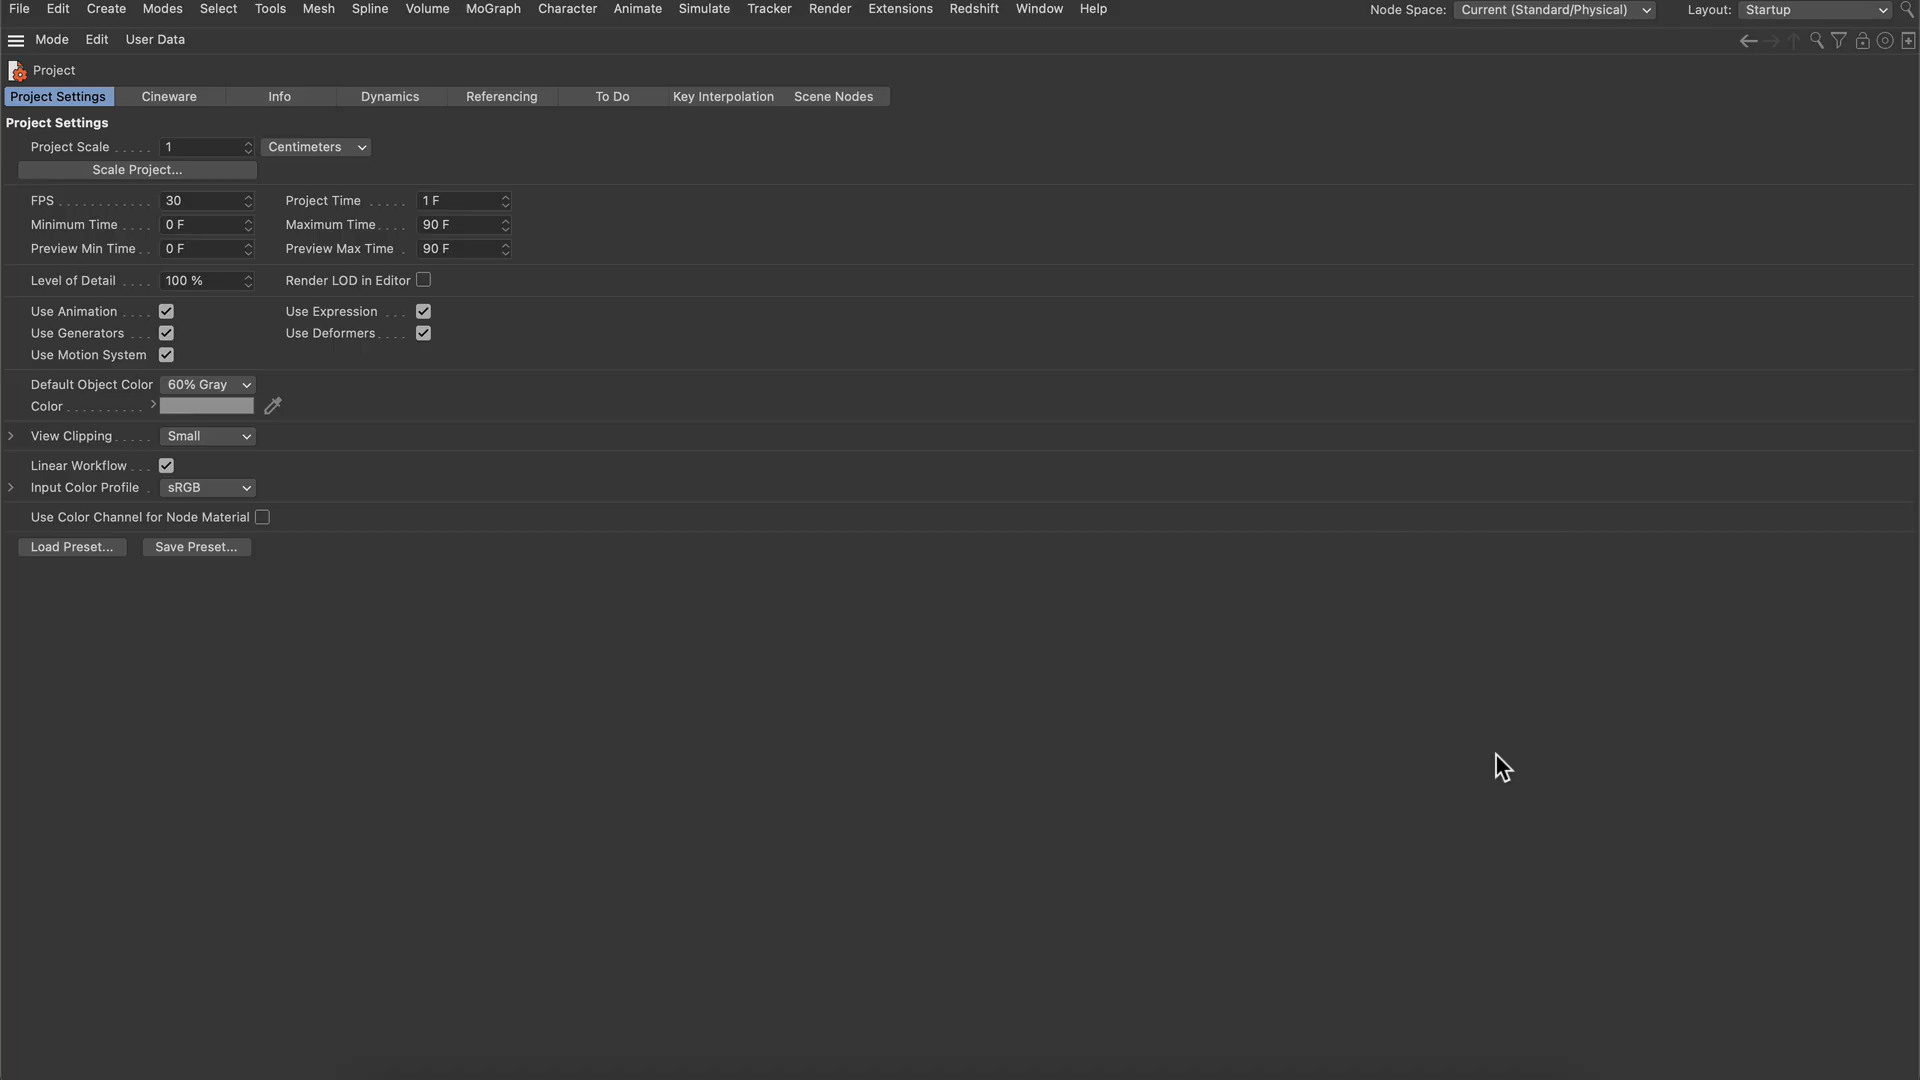 File Edit Create Modes Select Tools Mesh Spline Volume MoGraph Character Animate Simulate Tracker Render Extensions Redshift Window Help Node Space: Current (Standard/Physical) Layout: Startup
Mode Edit User Data
Project
Project Settings Cineware Info Dynamics Referencing To Do Key Interpolation Scene Nodes
Project Settings
Project Scale . . . . . 1 Centimeters
Scale Project...
FPS . . . . . . . . . . . . 30 Project Time . . . . . 1 F
Minimum Time . . . . 0 F Maximum Time . . . . 90 F
Preview Min Time . . 0 F Preview Max Time . 90 F
Level of Detail . . . . 100 % Render LOD in Editor
Use Animation . . . . Use Expression . . .
Use Generators . . . Use Deformers . . . .
Use Motion System
Default Object Color 60% Gray
Color . . . . . . . . . .
View Clipping . . . . . Small
Linear Workflow . . .
Input Color Profile . sRGB
Use Color Channel for Node Material
Load Preset... Save Preset...